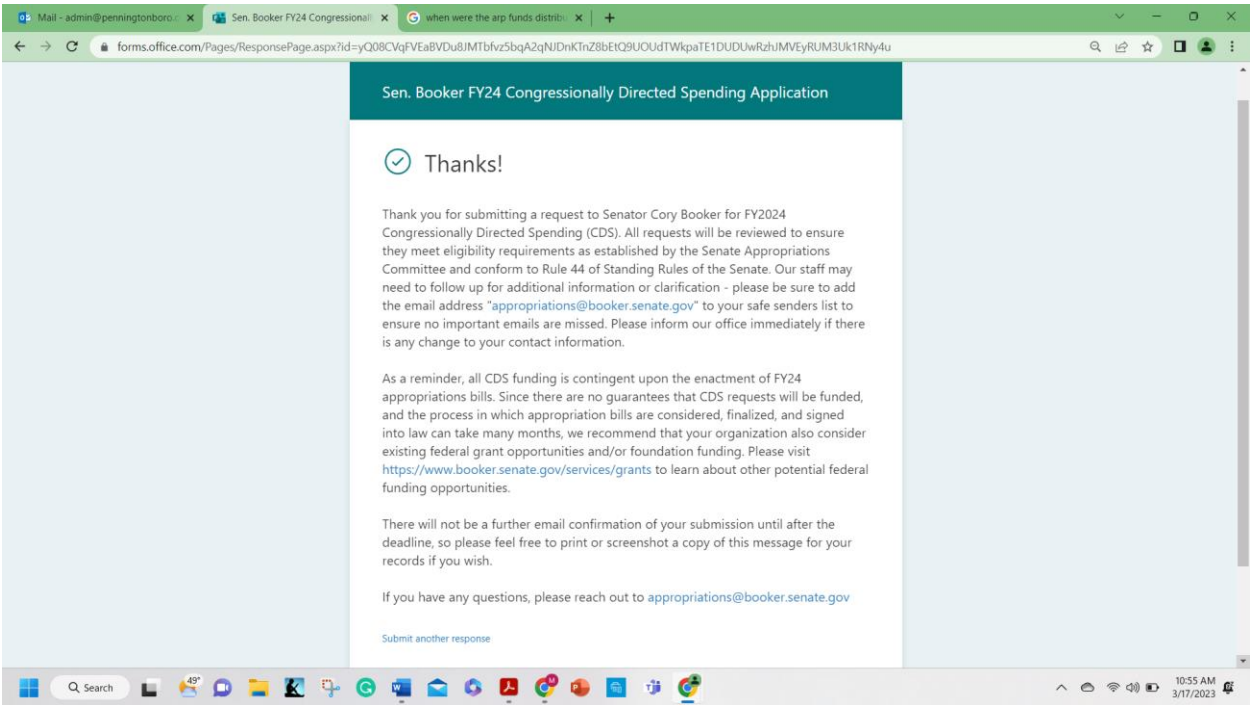 Mail - admin@penningtonboro.c
Sen. Booker FY24 Congressionall
when were the arp funds distribu
forms.office.com/Pages/ResponsePage.aspx?id=yQ08CVqFVEaBVDu8JMTbfvz5bqA2qNJDnKTnZ8bEtQ9UOUdTWkpaTE1DUDUwRzhJMVEyRUM3Uk1RNy4u
Sen. Booker FY24 Congressionally Directed Spending Application
Thanks!
Thank you for submitting a request to Senator Cory Booker for FY2024
Congressionally Directed Spending (CDS). All requests will be reviewed to ensure
they meet eligibility requirements as established by the Senate Appropriations
Committee and conform to Rule 44 of Standing Rules of the Senate. Our staff may
need to follow up for additional information or clarification - please be sure to add
the email address "appropriations@booker.senate.gov" to your safe senders list to
ensure no important emails are missed. Please inform our office immediately if there
is any change to your contact information.
As a reminder, all CDS funding is contingent upon the enactment of FY24
appropriations bills. Since there are no guarantees that CDS requests will be funded,
and the process in which appropriation bills are considered, finalized, and signed
into law can take many months, we recommend that your organization also consider
existing federal grant opportunities and/or foundation funding. Please visit
https://www.booker.senate.gov/services/grants to learn about other potential federal
funding opportunities.
There will not be a further email confirmation of your submission until after the
deadline, so please feel free to print or screenshot a copy of this message for your
records if you wish.
If you have any questions, please reach out to appropriations@booker.senate.gov
Submit another response
Search
49°
10:55 AM
3/17/2023